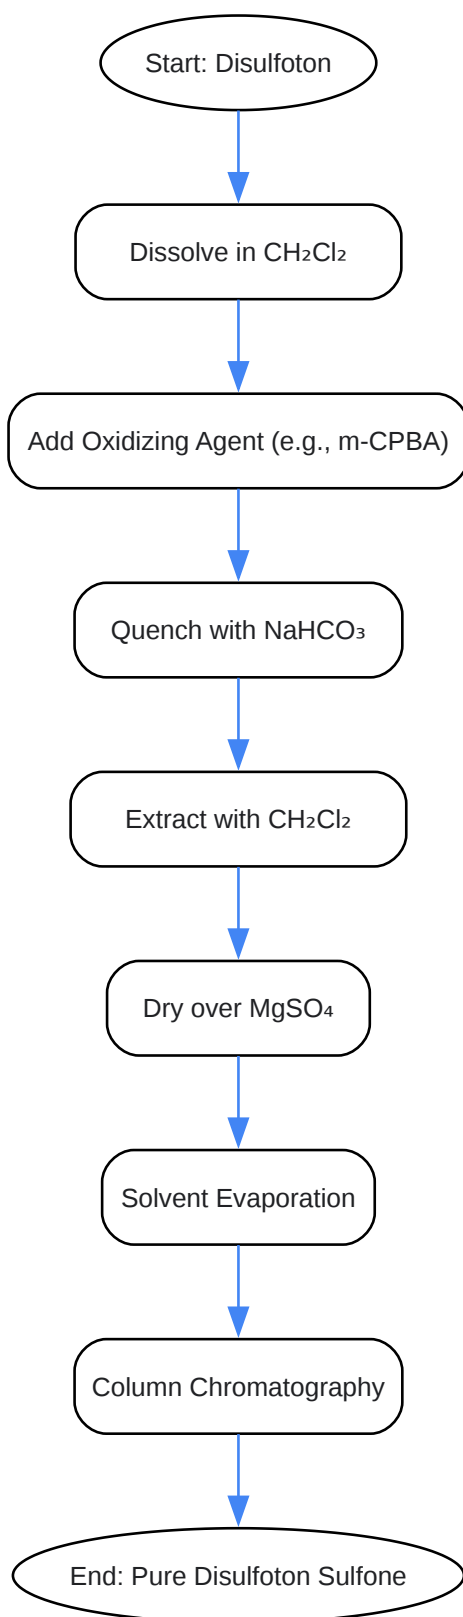 Start: Disulfoton
Dissolve in CH₂Cl₂
Add Oxidizing Agent (e.g., m-CPBA)
Quench with NaHCO₃
Extract with CH₂Cl₂
Dry over MgSO₄
Solvent Evaporation
Column Chromatography
End: Pure Disulfoton Sulfone